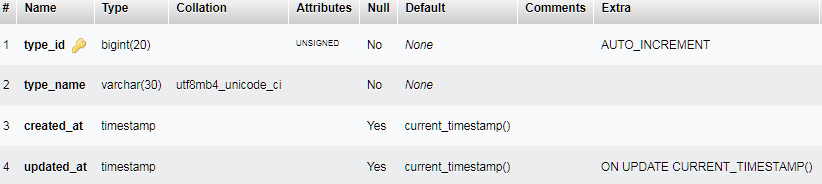 # Name Type Collation Attributes Null Default Comments Extra
1 type_id bigint(20) UNSIGNED No None AUTO_INCREMENT
2 type_name varchar(30) utf8mb4_unicode_ci No None
3 created_at timestamp Yes current_timestamp()
4 updated_at timestamp Yes current_timestamp() ON UPDATE CURRENT_TIMESTAMP()